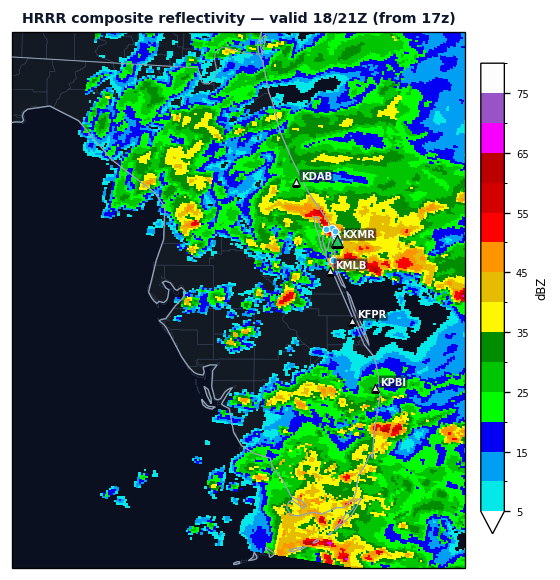 HRRR composite reflectivity — valid 18/21Z (from 17z)
KDAB
KXMR
KMLB
KFPR
KPBI
75
65
55
45
35
25
15
5
dBZ